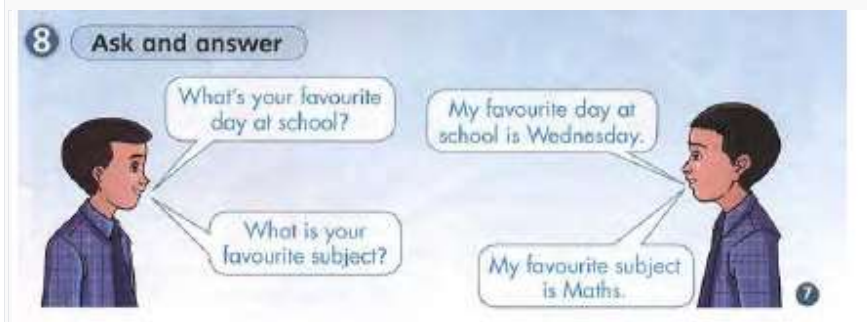 8 Ask and answer
What's your favourite
day at school?
My favourite day at
school is Wednesday.
What is your
favourite subject?
My favourite subject
is Maths.
7